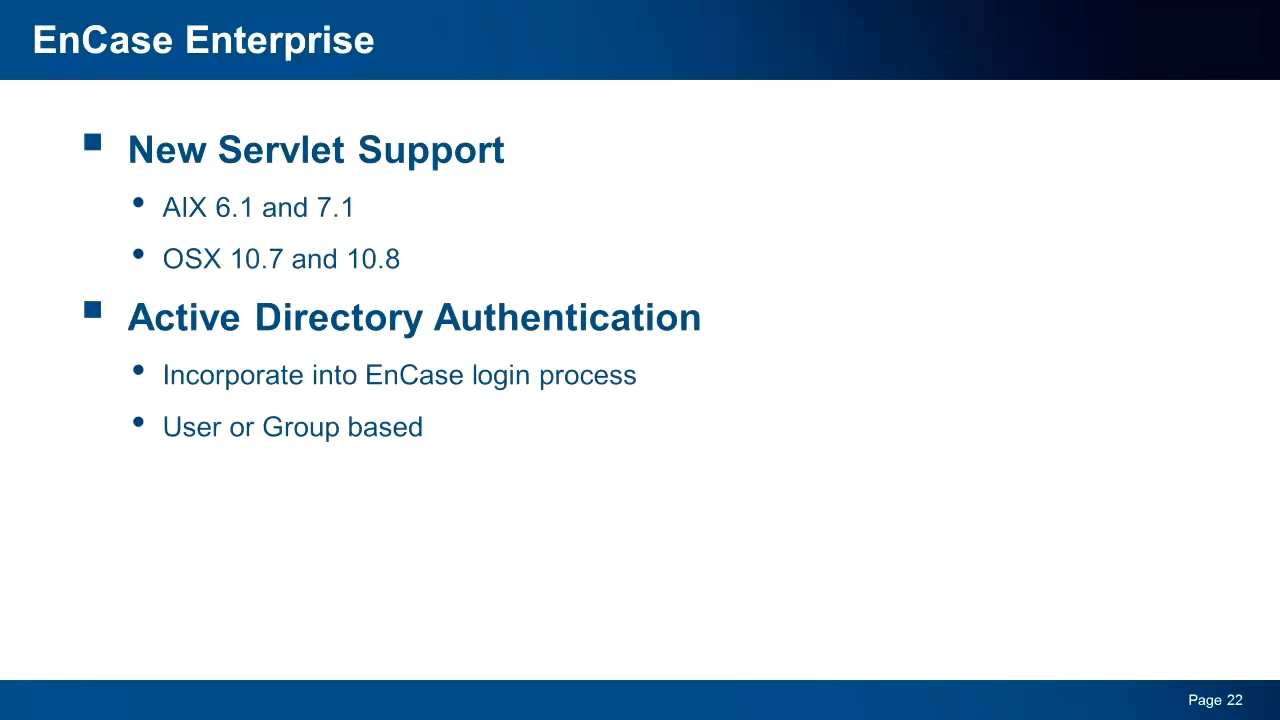 EnCase Enterprise
New Servlet Support
AIX 6.1 and 7.1
OSX 10.7 and 10.8
Active Directory Authentication
Incorporate into EnCase login process
User or Group based
Page 22